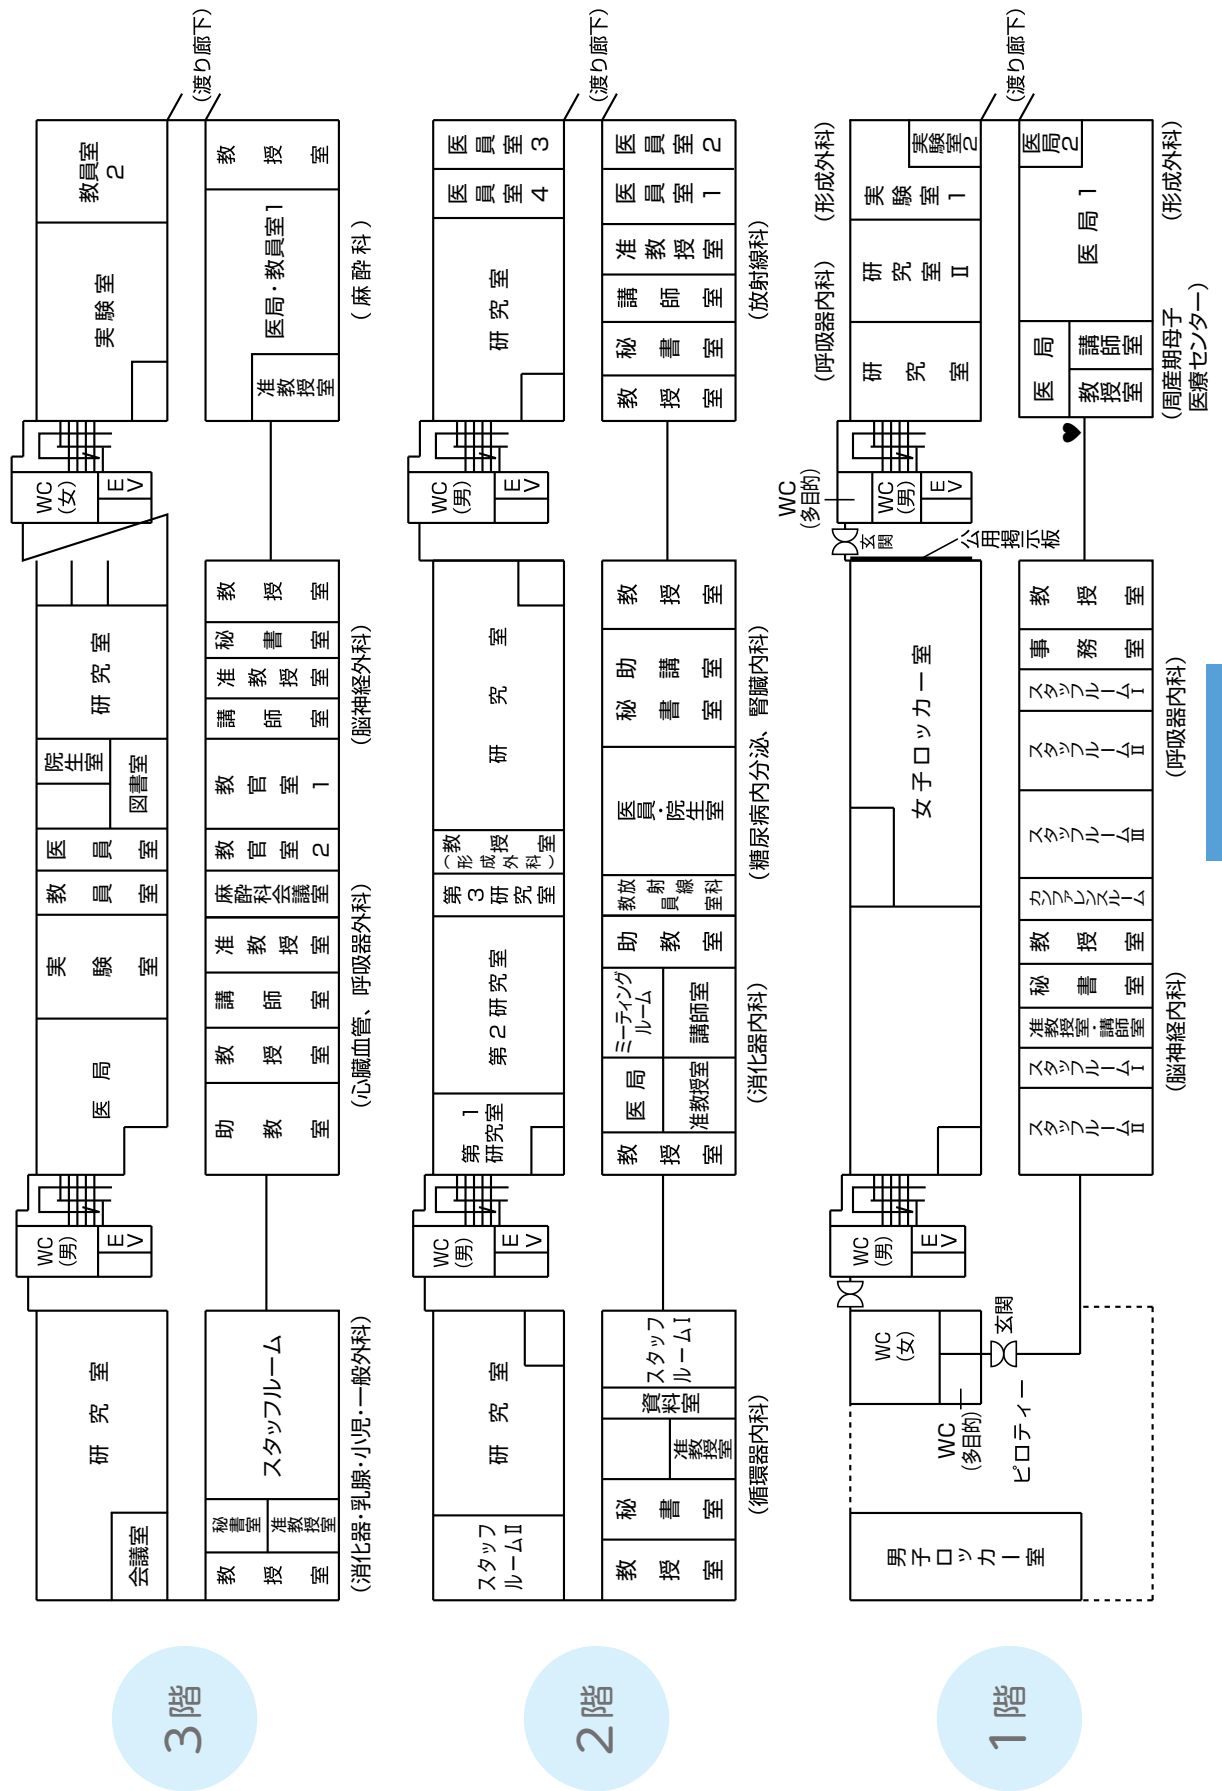 3階
研究室
会議室
WC
(男)
EV
医局
実験室
教員室
医員室
院生室
図書室
研究室
WC
(女)
EV
実験室
教員室
2
(渡り廊下)
教授室
秘書室
准教授室
スタッフルーム
(消化器・乳腺・小児・一般外科)
助教室
教授室
講師室
准教授室
麻酔科会議室
教官室2
教官室1
講師室
准教授室
秘書室
教授室
(心臓血管、呼吸器外科)
(脳神経外科)
准教授室
医局・教員室1
教授室
(麻酔科)
2階
スタッフ
ルームⅡ
研究室
WC
(男)
EV
第1
研究室
第2研究室
第3研究室
教授室
(形成外科)
研究室
WC
(男)
EV
研究室
医員室4
医員室3
(渡り廊下)
教授室
秘書室
准教授室
資料室
スタッフ
ルームⅠ
(循環器内科)
教授室
医局
准教授室
ミーティング
ルーム
講師室
助教室
放射線科
教員室
医員・院生室
助講室
秘書室
教授室
(消化器内科)
(糖尿病内分泌、腎臓内科)
教授室
秘書室
講師室
准教授室
医員室1
医員室2
(放射線科)
1階
男子ロッカー室
WC
(女)
WC
(多目的)
ピロティー
玄関
WC
(男)
EV
女子ロッカー室
公用掲示板
玄関
WC
(多目的)
WC
(男)
EV
研究室
研究室Ⅱ
実験室1
実験室2
(呼吸器内科)
(形成外科)
(渡り廊下)
スタッフルームⅡ
スタッフルームⅠ
准教授室・講師室
秘書室
教授室
カンファレンスルーム
スタッフルームⅢ
スタッフルームⅡ
スタッフルームⅠ
事務室
教授室
(脳神経内科)
(呼吸器内科)
医局
教授室
講師室
医局1
医局2
(周産期母子
医療センター)
(形成外科)